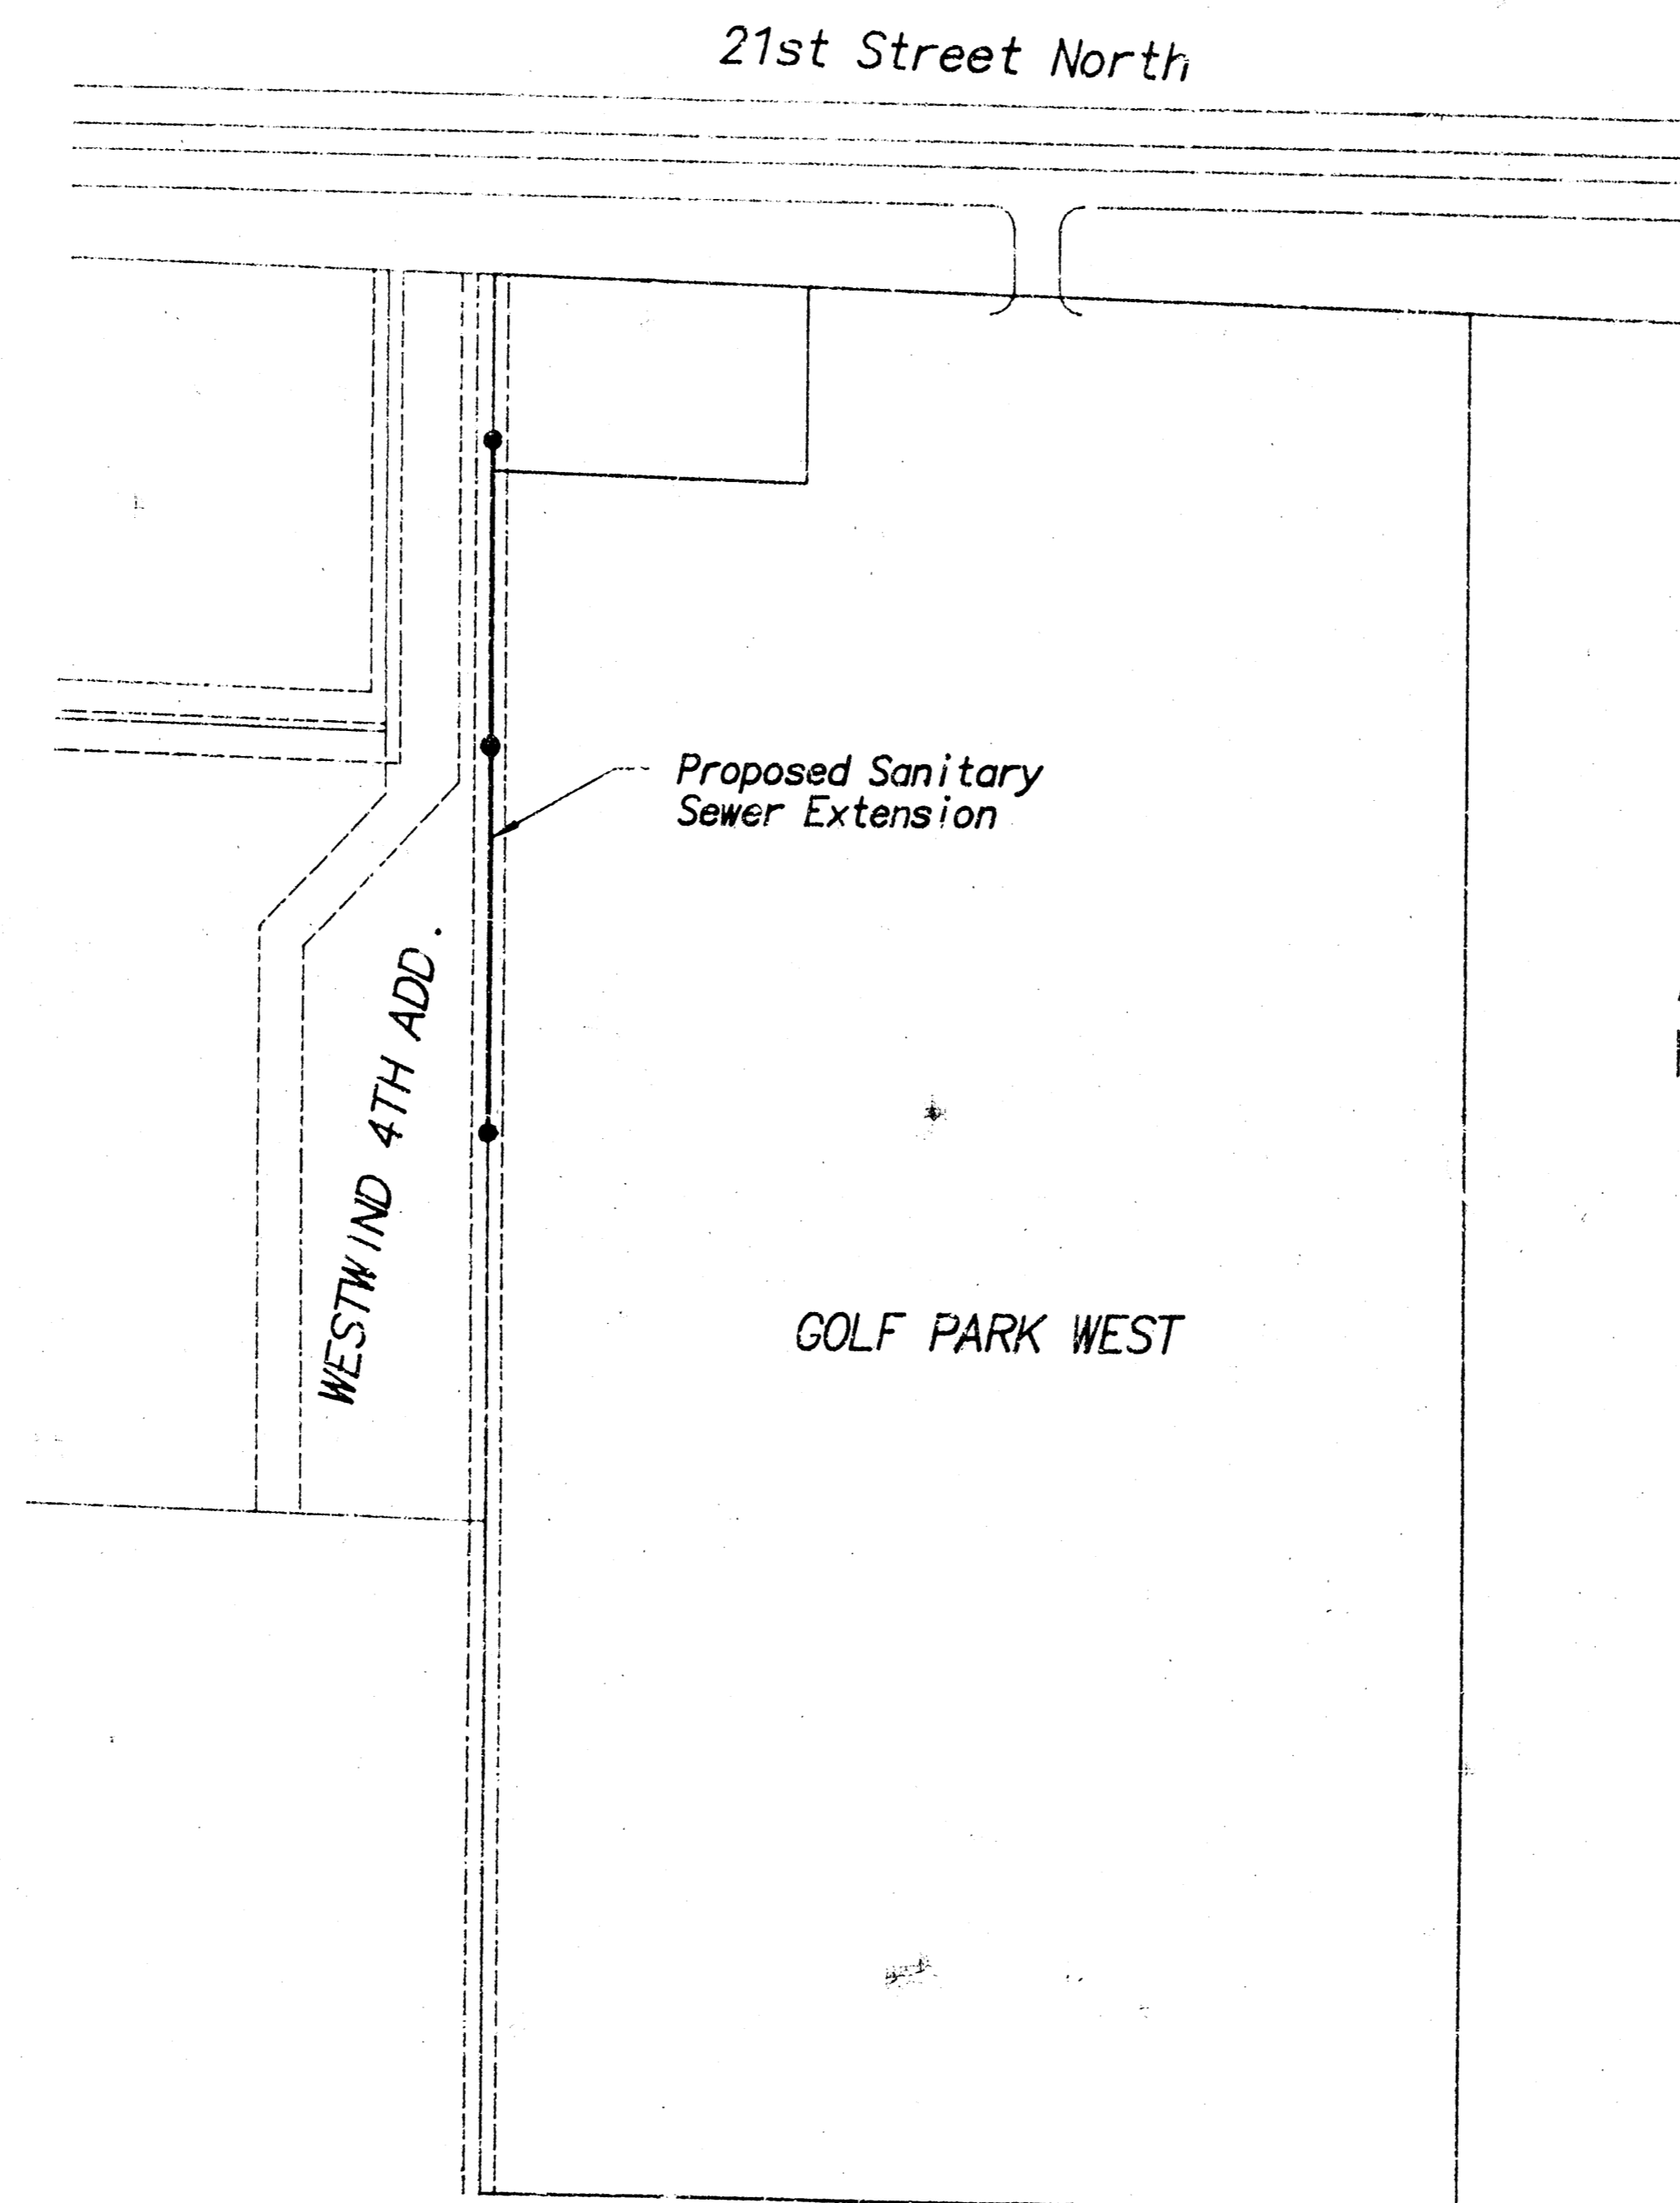 21st Street North
Proposed Sanitary
Sewer Extension
WESTWIND 4TH ADD.
GOLF PARK WEST